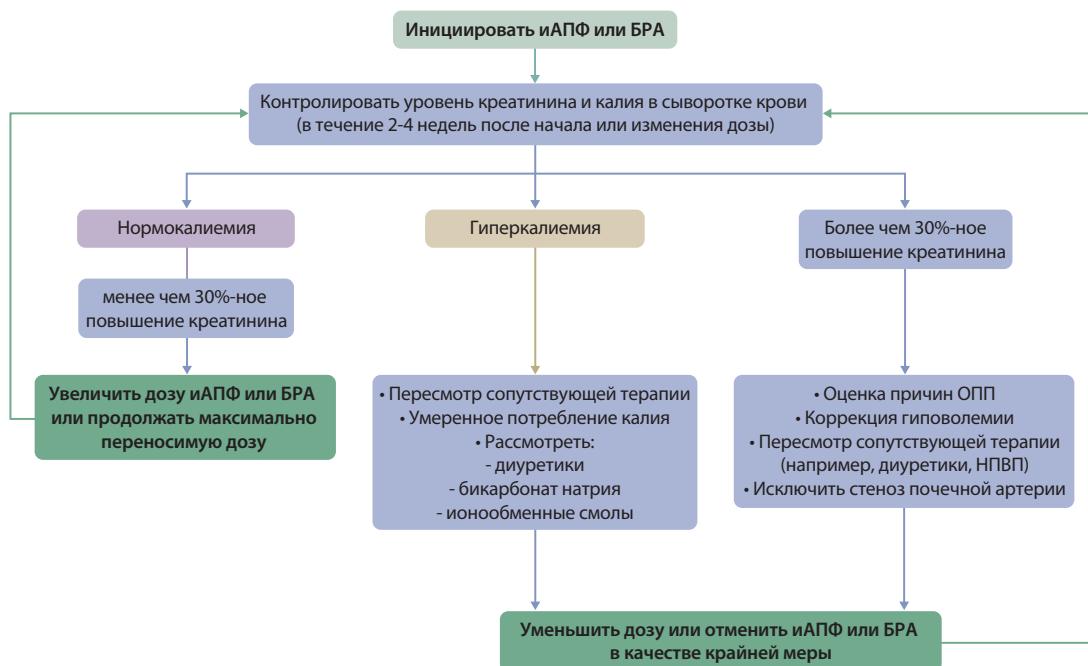 Инициировать иАПФ или БРА
Контролировать уровень креатинина и калия в сыворотке крови
(в течение 2-4 недель после начала или изменения дозы)
Нормокалиемия
менее чем 30%-ное
повышение креатинина
Увеличить дозу иАПФ или БРА
или продолжать максимально
переносимую дозу
Гиперкалиемия
• Пересмотр сопутствующей терапии
• Умеренное потребление калия
• Рассмотреть:
- диуретики
- бикарбонат натрия
- ионообменные смолы
Более чем 30%-ное
повышение креатинина
• Оценка причин ОПП
• Коррекция гиповолемии
• Пересмотр сопутствующей терапии
(например, диуретики, НПВП)
• Исключить стеноз почечной артерии
Уменьшить дозу или отменить иАПФ или БРА
в качестве крайней меры